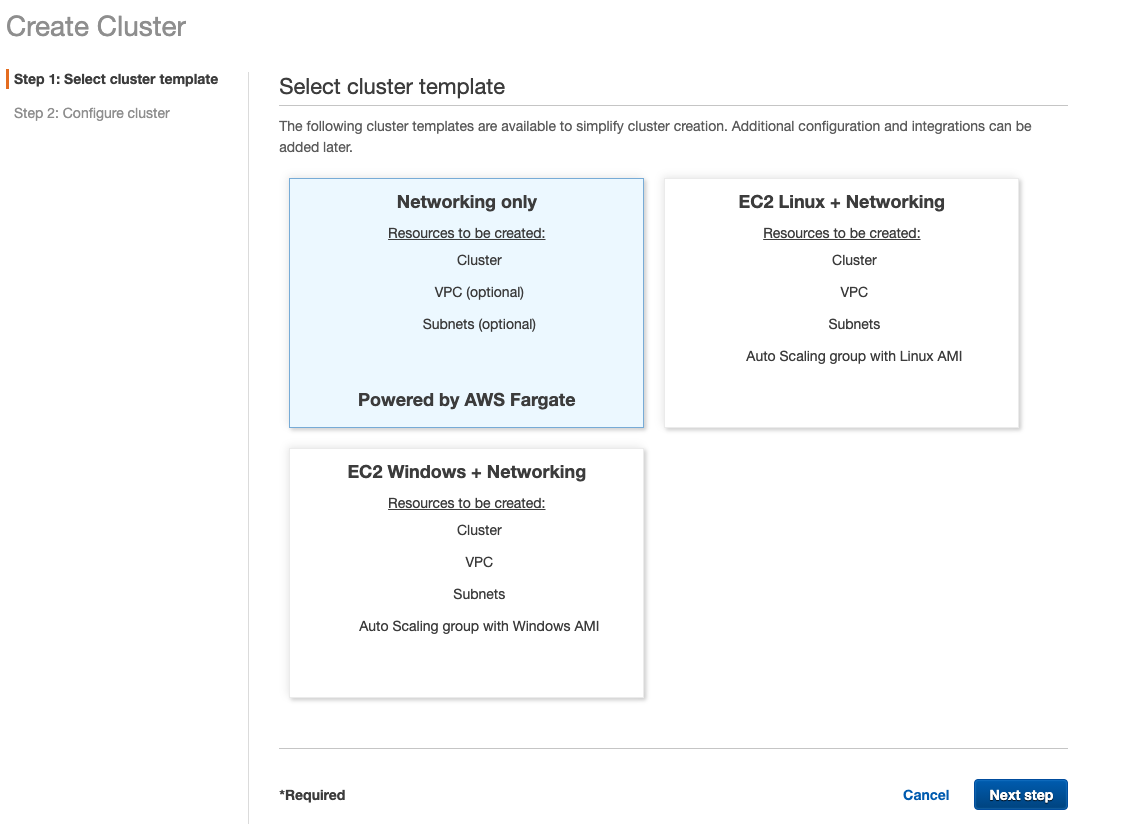 Create Cluster
Step 1: Select cluster template
Step 2: Configure cluster
Select cluster template
The following cluster templates are available to simplify cluster creation. Additional configuration and integrations can be
added later.
Networking only
Resources to be created:
Cluster
VPC (optional)
Subnets (optional)
Powered by AWS Fargate
EC2 Linux + Networking
Resources to be created:
Cluster
VPC
Subnets
Auto Scaling group with Linux AMI
EC2 Windows + Networking
Resources to be created:
Cluster
VPC
Subnets
Auto Scaling group with Windows AMI
*Required
Cancel
Next step